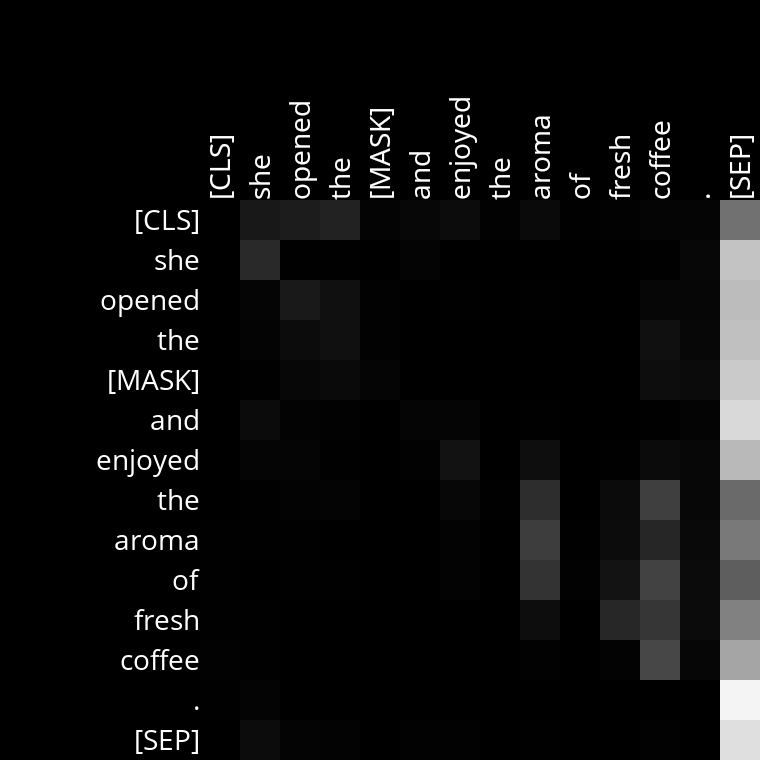 [CLS] she opened the [MASK] and enjoyed the aroma of fresh coffee . [SEP]
[CLS]
she
opened
the
[MASK]
and
enjoyed
the
aroma
of
fresh
coffee
.
[SEP]